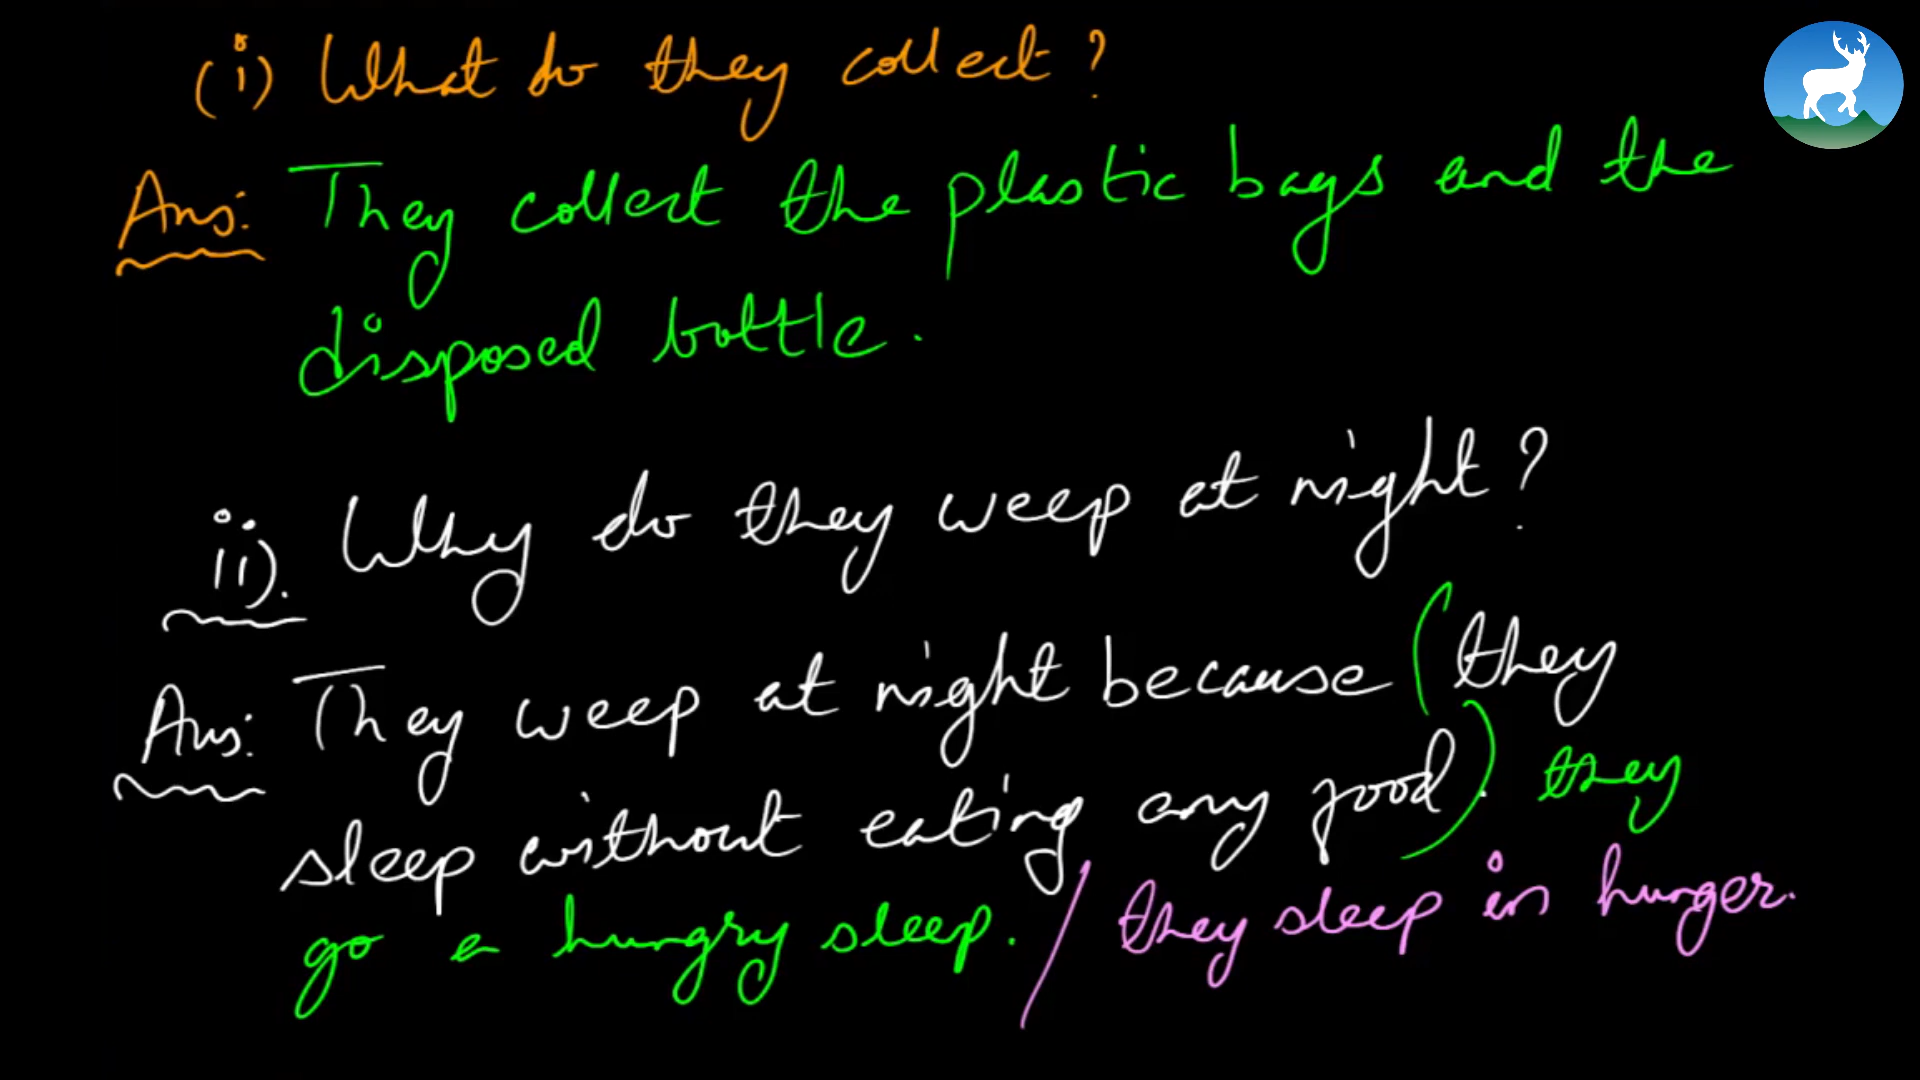 (i) What do they collect?
Ans: They collect the plastic bags and the
disposed bottle.
ii). Why do they weep at night?
Ans: They weep at night because (they
sleep without eating any food). they
go a hungry sleep. / they sleep in hunger.